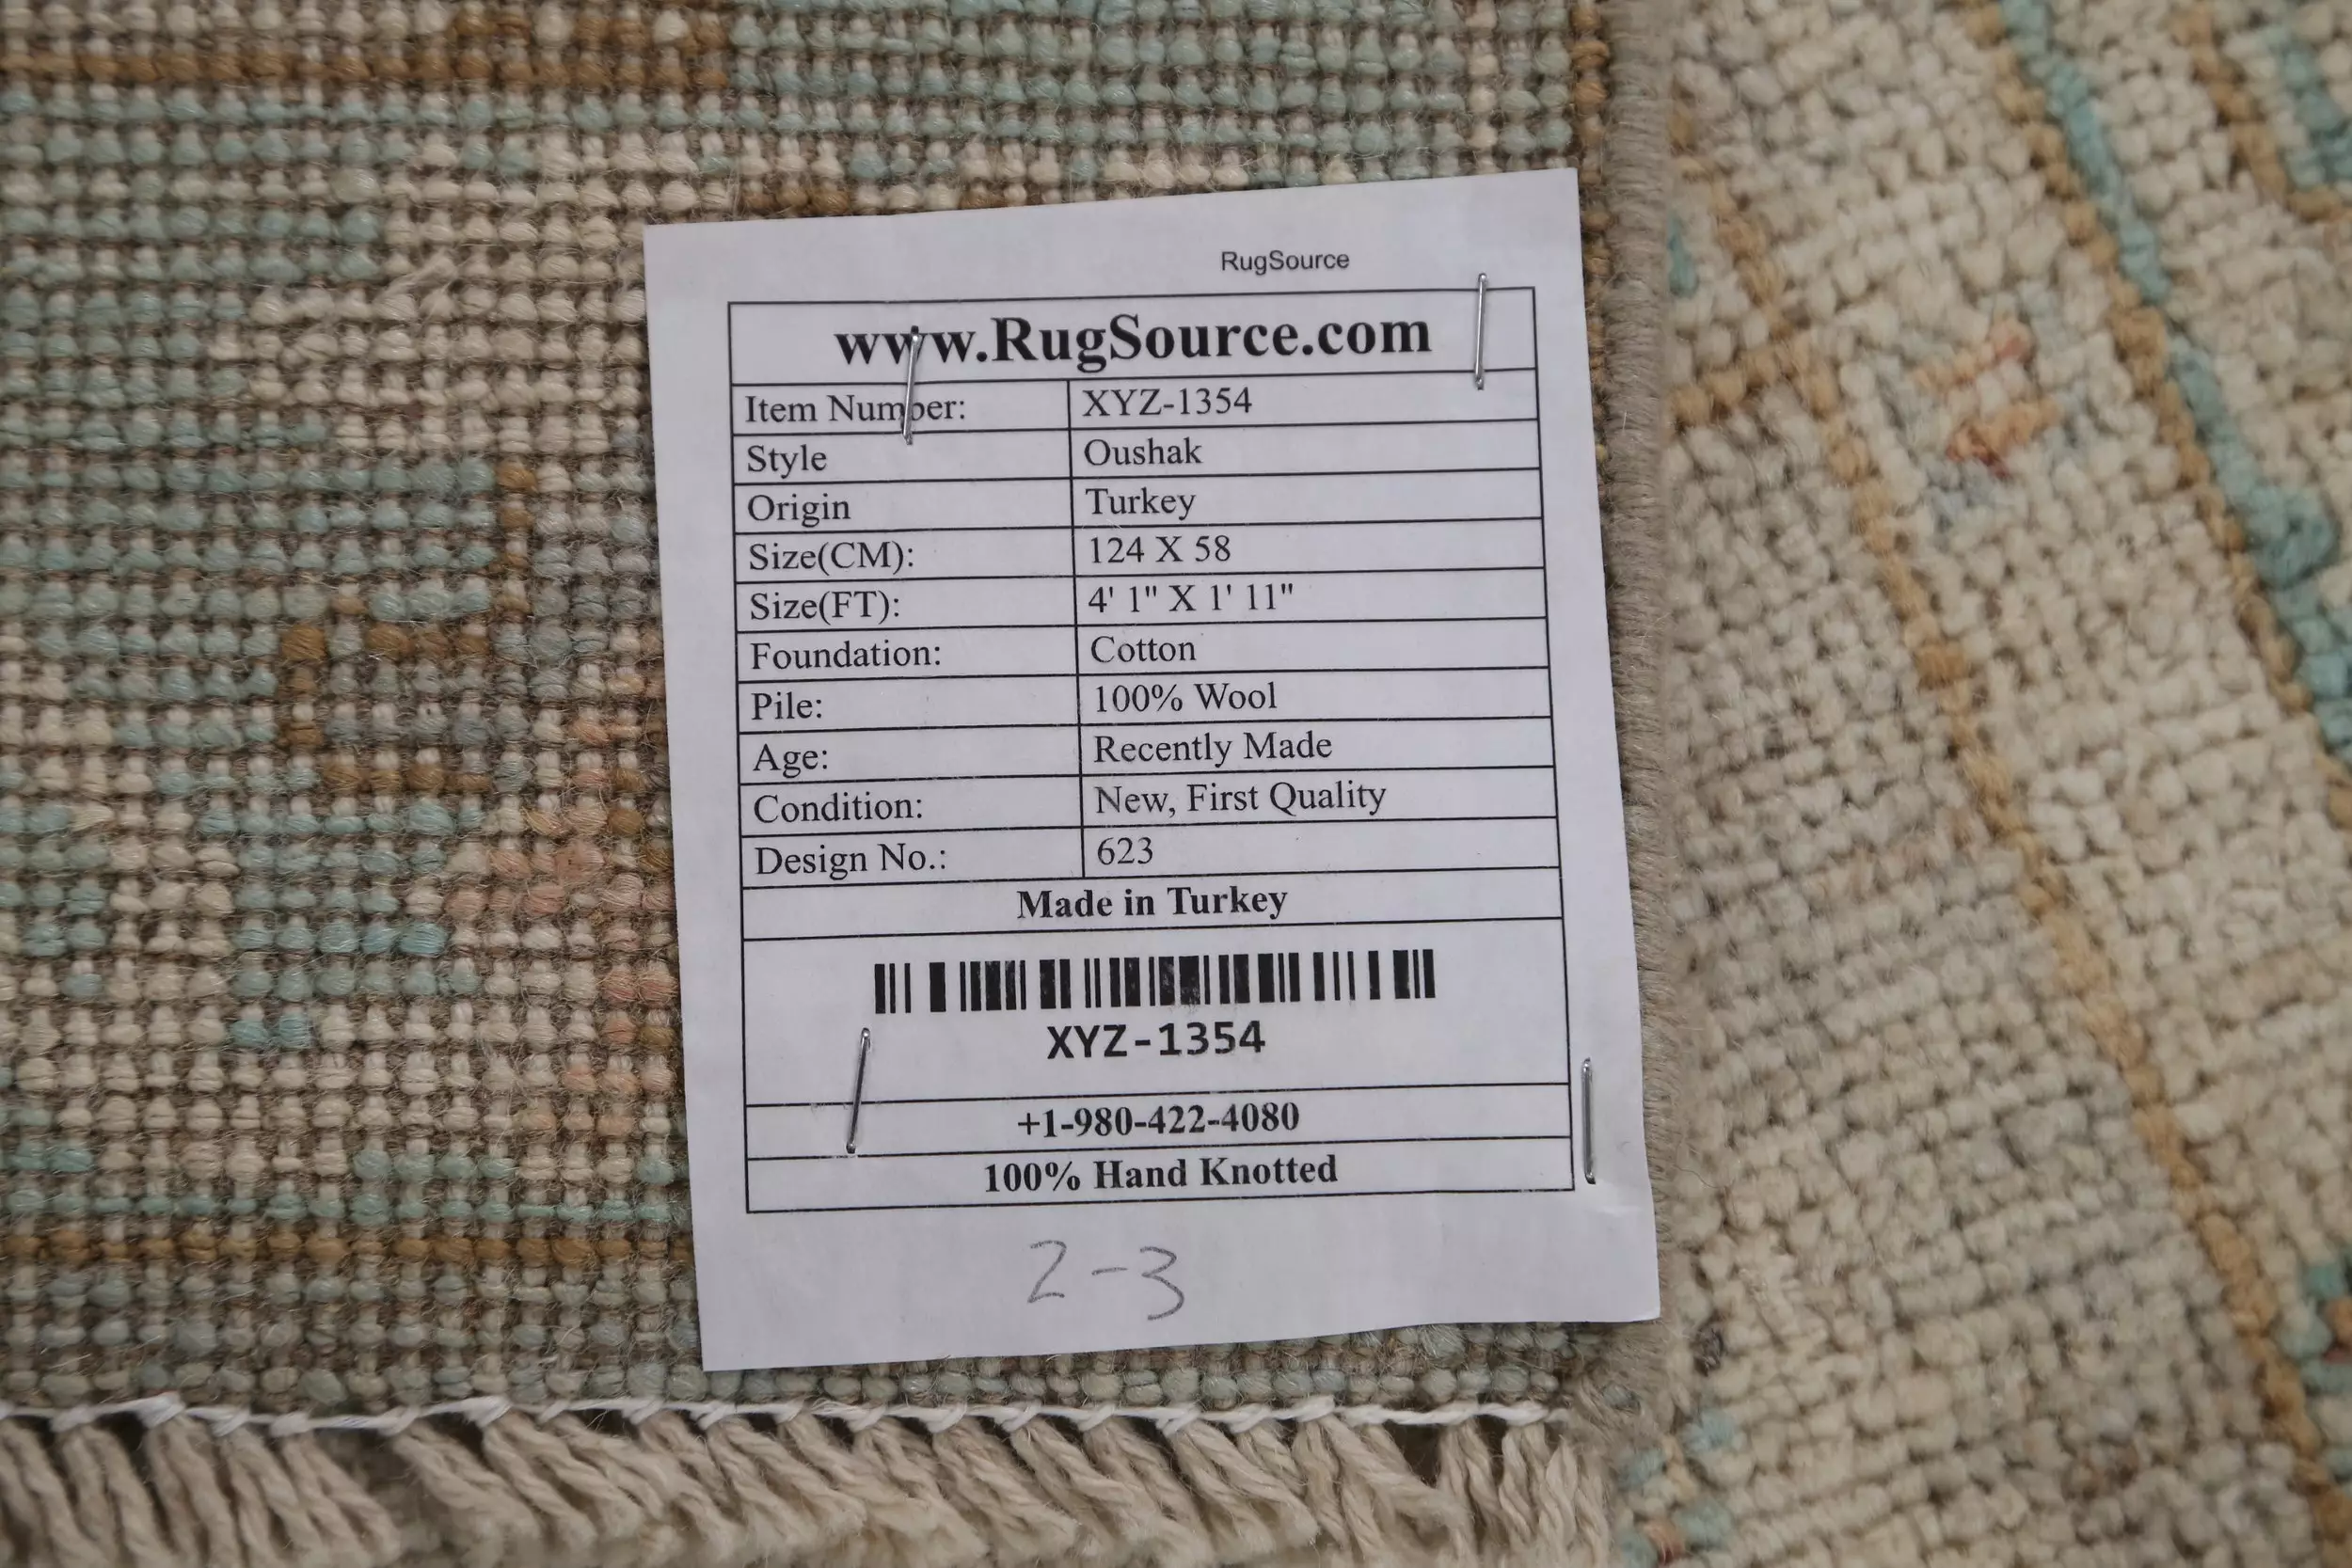 RugSource
www.RugSource.com
Item Number: XYZ-1354
Style Oushak
Origin Turkey
Size(CM): 124 X 58
Size(FT): 4' 1" X 1' 11"
Foundation: Cotton
Pile: 100% Wool
Age: Recently Made
Condition: New, First Quality
Design No.: 623
Made in Turkey
XYZ-1354
+1-980-422-4080
100% Hand Knotted
2-3